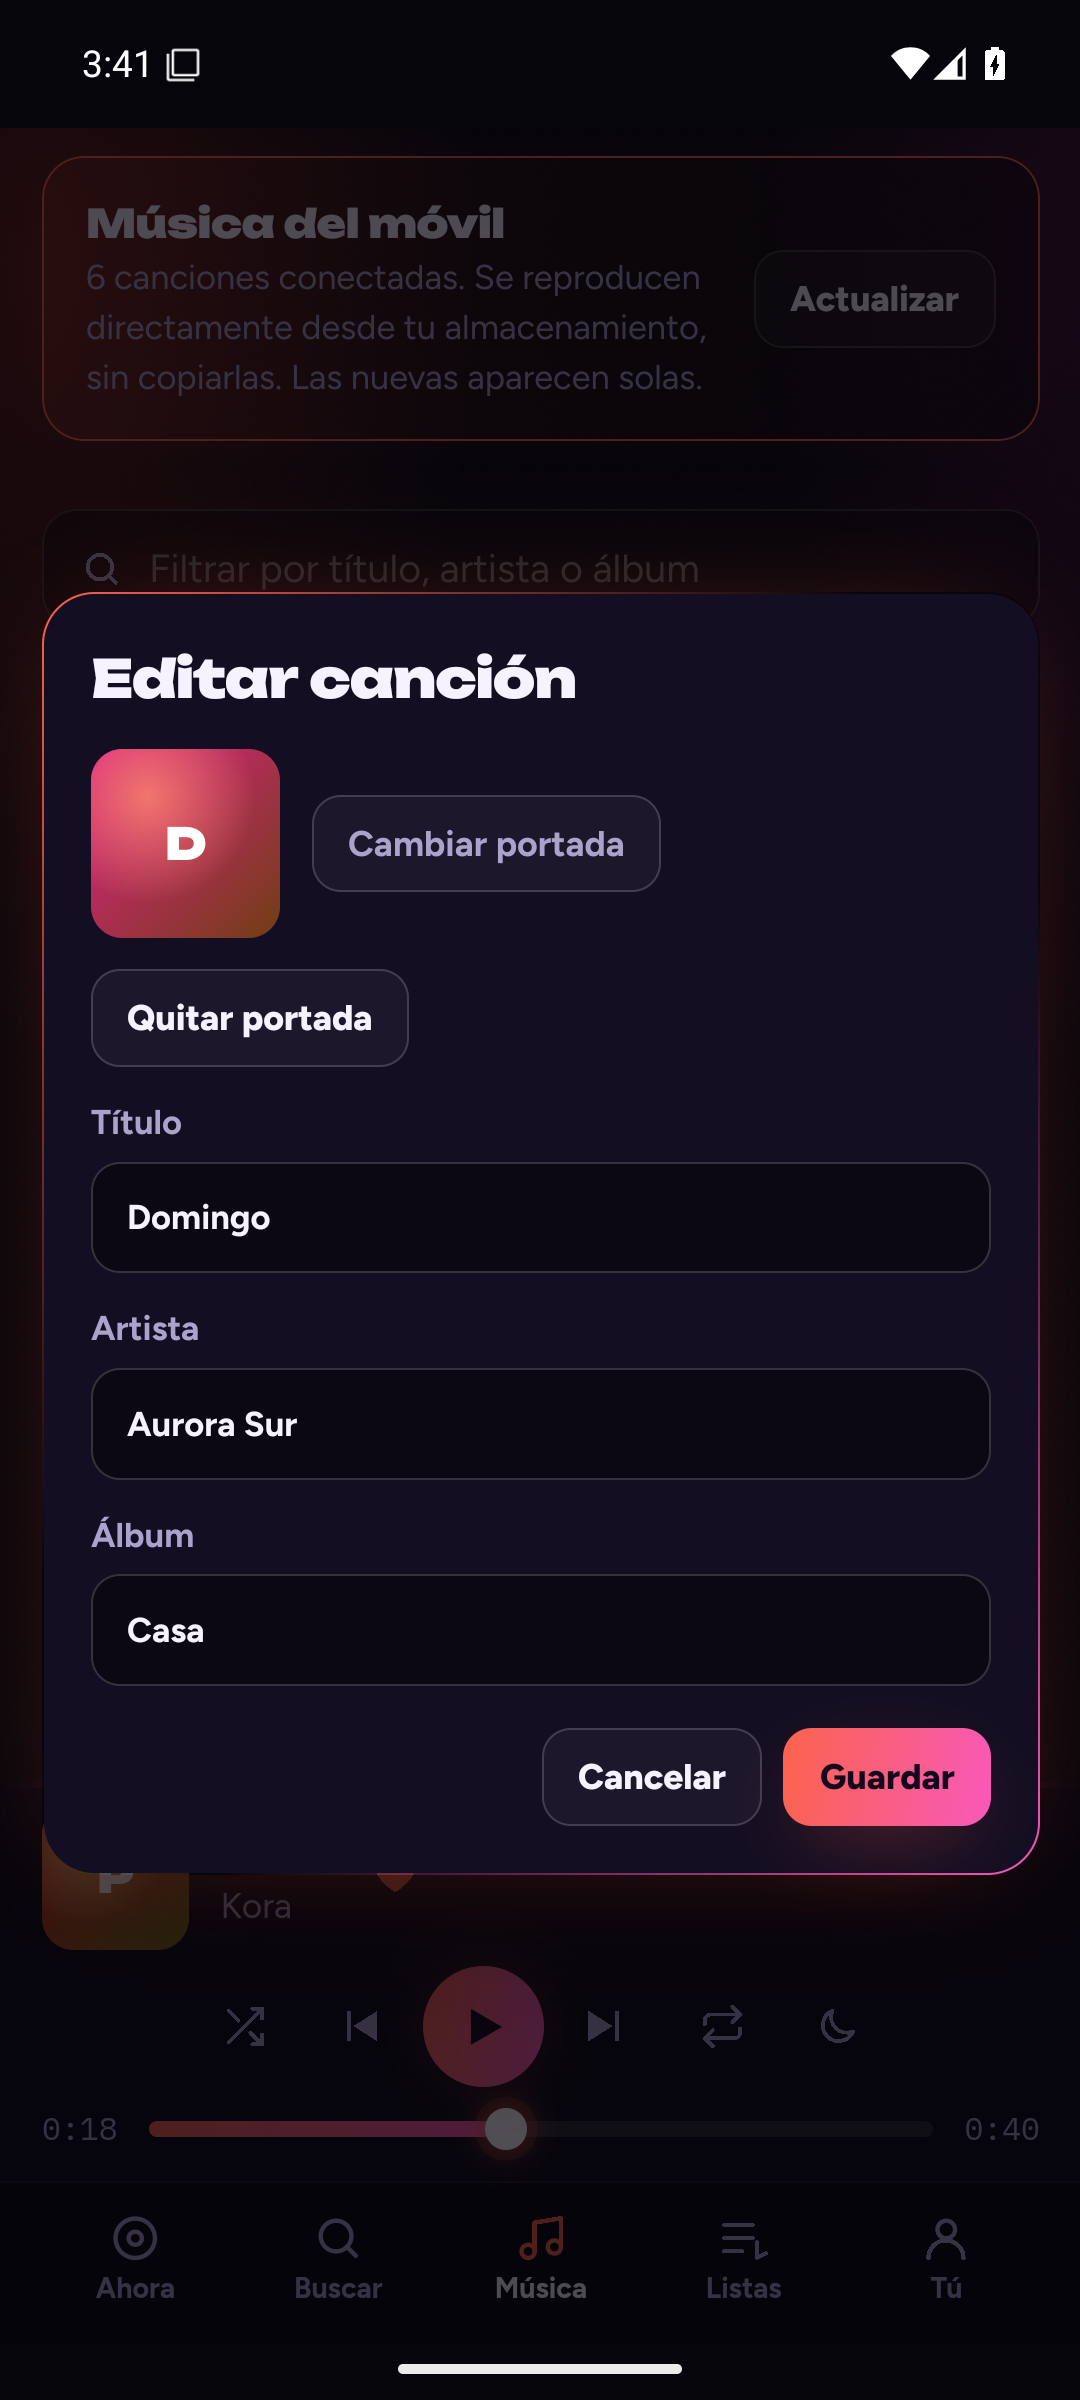 3:41
Música del móvil
6 canciones conectadas. Se reproducen
directamente desde tu almacenamiento,
sin copiarlas. Las nuevas aparecen solas.
Actualizar
Filtrar por título, artista o álbum
Editar canción
D
Cambiar portada
Quitar portada
Título
Domingo
Artista
Aurora Sur
Álbum
Casa
Cancelar
Guardar
P
Kora
0:18
0:40
Ahora
Buscar
Música
Listas
Tú